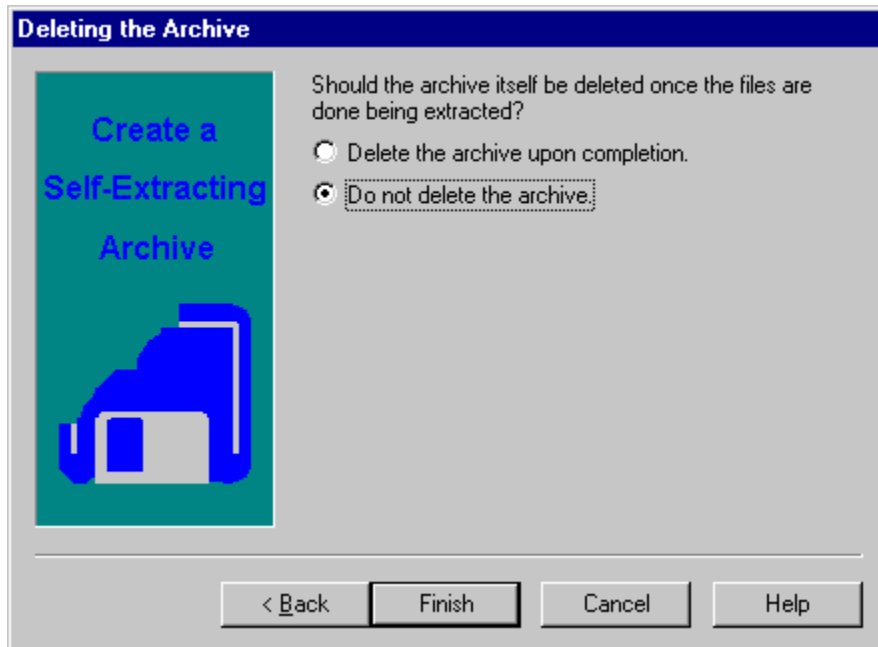 Deleting the Archive
Create a
Self-Extracting
Archive
Should the archive itself be deleted once the files are
done being extracted?
Delete the archive upon completion.
Do not delete the archive.
< Back
Finish
Cancel
Help